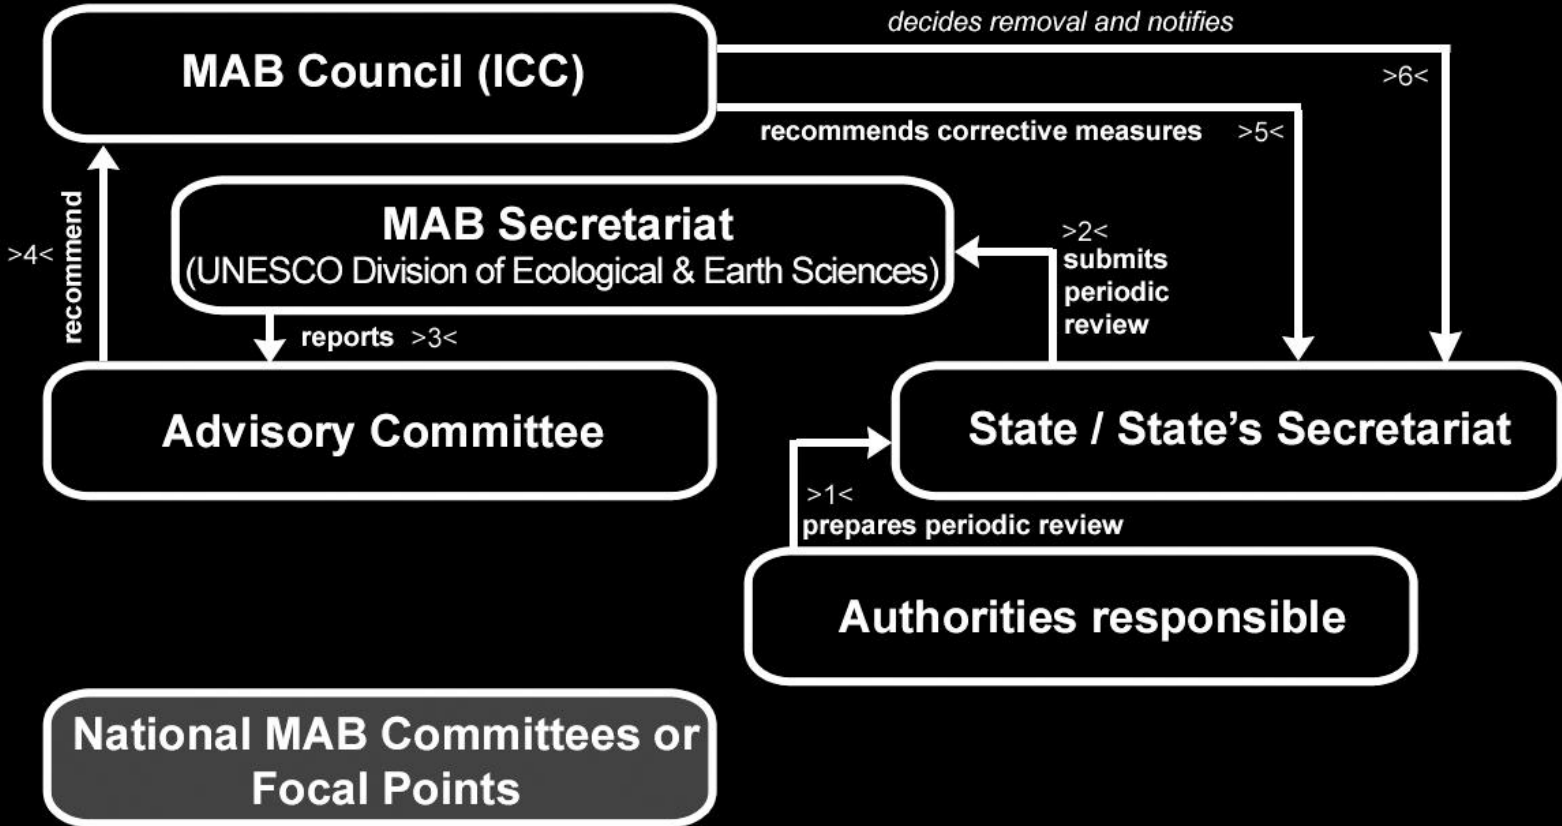 decides removal and notifies
MAB Council (ICC)
>6<
recommends corrective measures >5<
MAB Secretariat
(UNESCO Division of Ecological & Earth Sciences)
>4<
recommend
>2<
submits
periodic
review
reports >3<
Advisory Committee
State / State’s Secretariat
>1<
prepares periodic review
Authorities responsible
National MAB Committees or
Focal Points